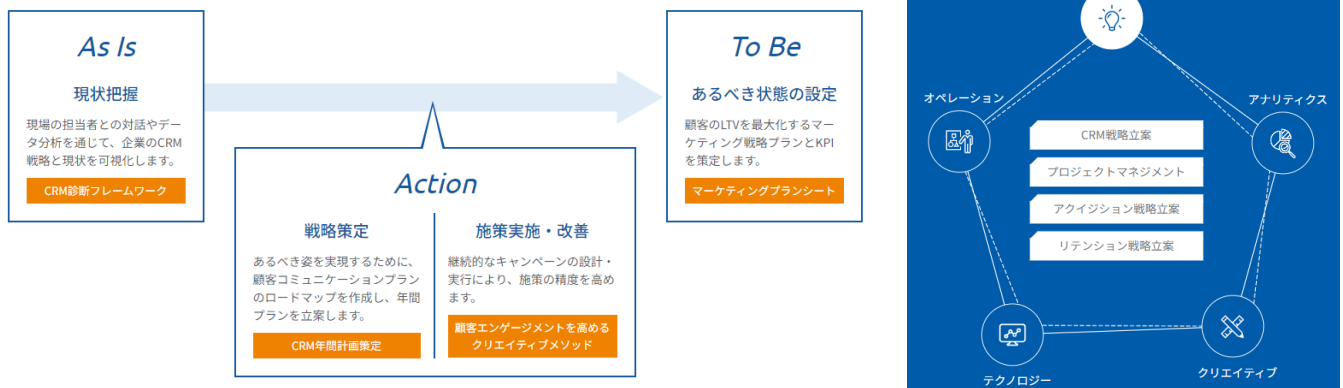 As Is
現状把握
現場の担当者との対話やデー
タ分析を通じて、企業のCRM
戦略と現状を可視化します。
CRM診断フレームワーク
Action
戦略策定
あるべき姿を実現するために、
顧客コミュニケーションプラン
のロードマップを作成し、年間
プランを立案します。
CRM年間計画策定
施策実施・改善
継続的なキャンペーンの設計・
実行により、施策の精度を高め
ます。
顧客エンゲージメントを高める
クリエイティブメソッド
To Be
あるべき状態の設定
顧客のLTVを最大化するマー
ケティング戦略プランとKPI
を策定します。
マーケティングプランシート
オペレーション
アナリティクス
CRM戦略立案
プロジェクトマネジメント
アクイジション戦略立案
リテンション戦略立案
テクノロジー
クリエイティブ